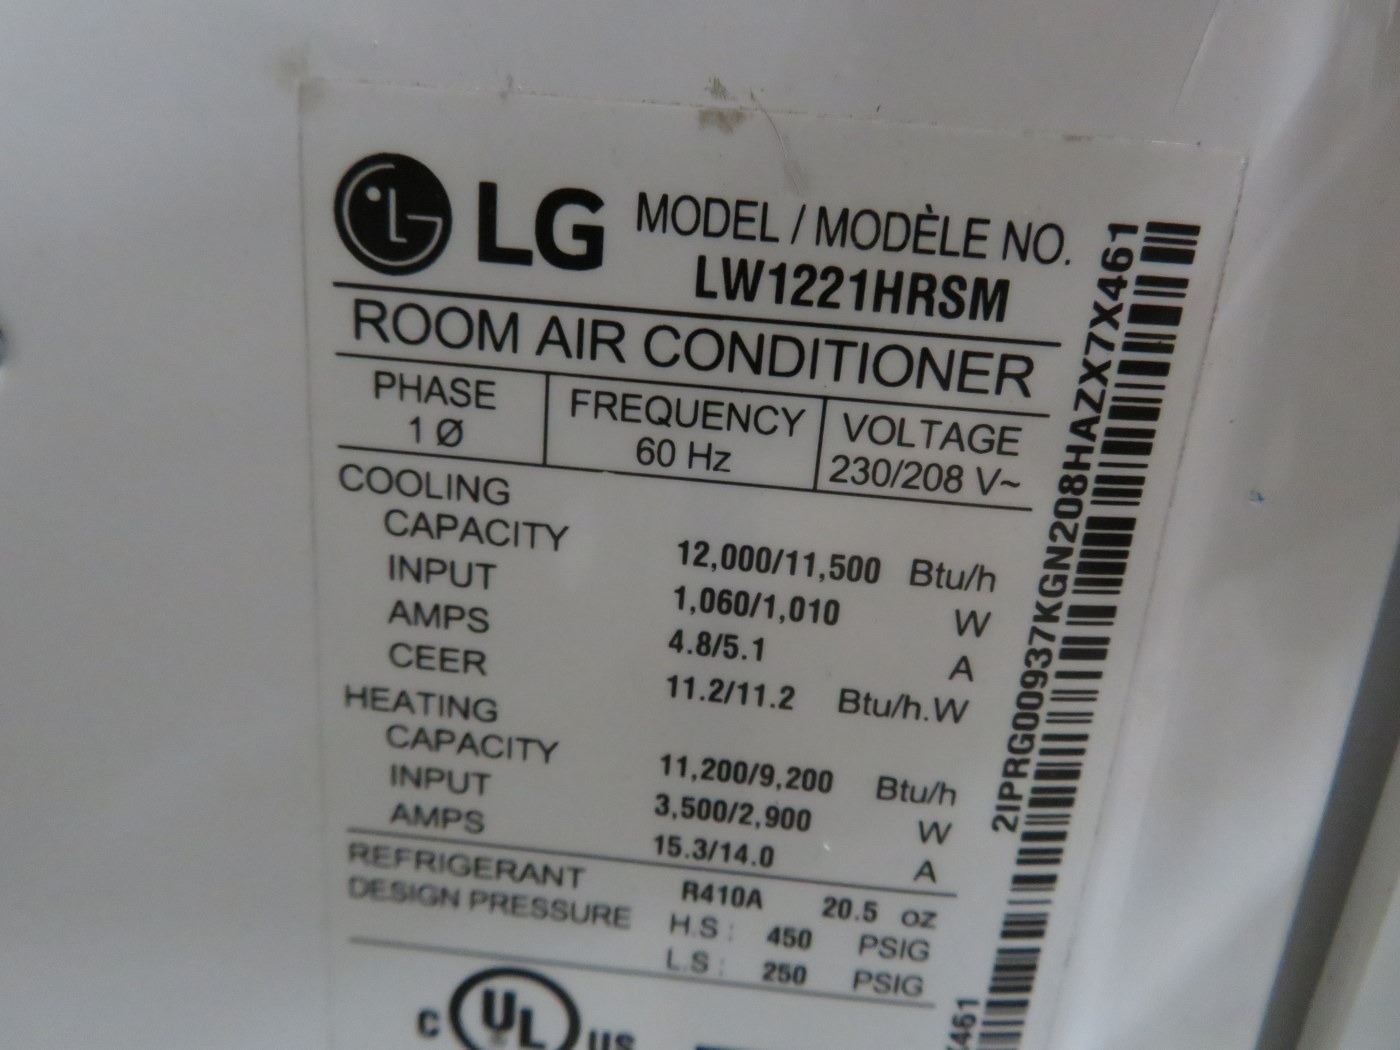 LG MODEL / MODÈLE NO.
LW1221HRSM
ROOM AIR CONDITIONER
PHASE FREQUENCY VOLTAGE
1 Ø 60 Hz 230/208 V~
COOLING
CAPACITY 12,000/11,500 Btu/h
INPUT 1,060/1,010 W
AMPS 4.8/5.1 A
CEER 11.2/11.2 Btu/h.W
HEATING
CAPACITY 11,200/9,200 Btu/h
INPUT 3,500/2,900 W
AMPS 15.3/14.0 A
REFRIGERANT R410A 20.5 oz
DESIGN PRESSURE H.S : 450 PSIG
L.S : 250 PSIG
C UL US
2IPRG00937KGN208HAZX7X461